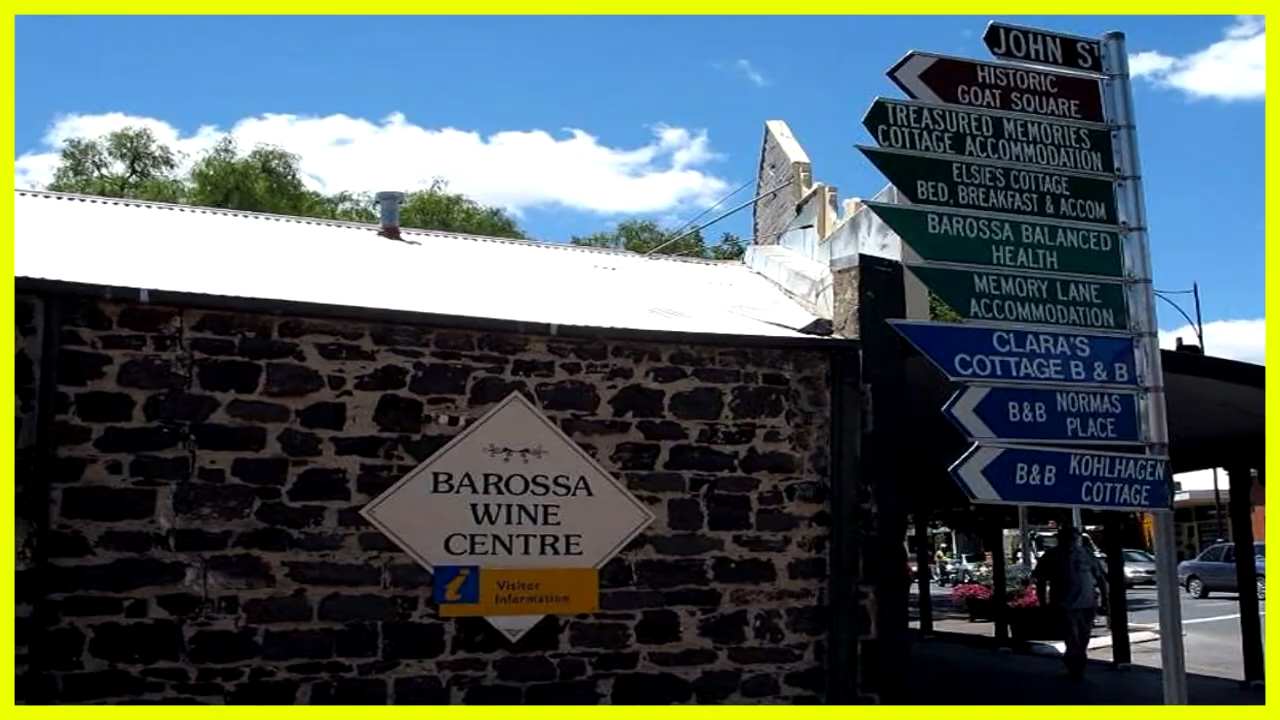 JOHN ST
HISTORIC
GOAT SQUARE
TREASURED MEMORIES
COTTAGE ACCOMMODATION
ELSIES COTTAGE
BED, BREAKFAST & ACCOM
BAROSSA BALANCED
HEALTH
MEMORY LANE
ACCOMMODATION
CLARA'S
COTTAGE B & B
B&B NORMAS
PLACE
B&B KOHLHAGEN
COTTAGE
BAROSSA
WINE
CENTRE
i Visitor
Information